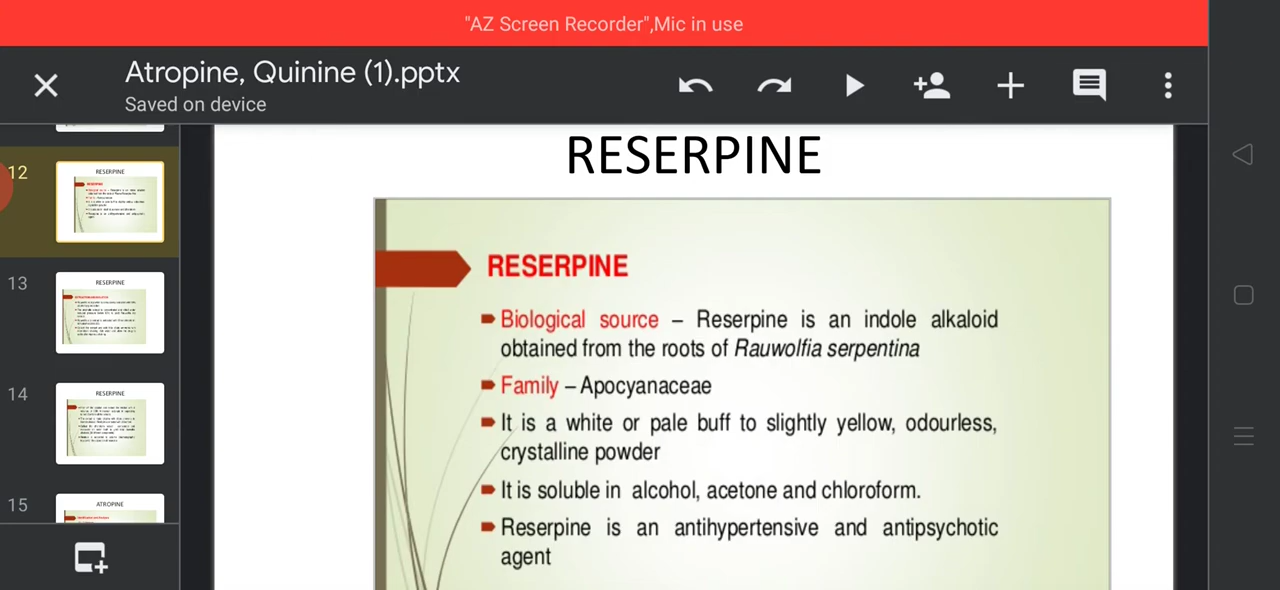 "AZ Screen Recorder",Mic in use
Atropine, Quinine (1).pptx
Saved on device
12
RESERPINE
RESERPINE
13
RESERPINE
14
RESERPINE
15
ATROPINE
RESERPINE
RESERPINE
Biological source – Reserpine is an indole alkaloid
obtained from the roots of Rauwolfia serpentina
Family – Apocyanaceae
It is a white or pale buff to slightly yellow, odourless,
crystalline powder
It is soluble in alcohol, acetone and chloroform.
Reserpine is an antihypertensive and antipsychotic
agent